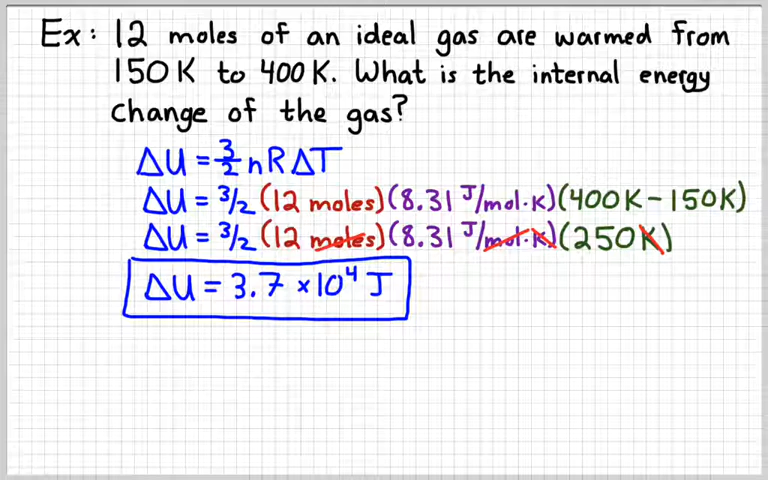 Ex: 12 moles of an ideal gas are warmed from
150K to 400K. What is the internal energy
change of the gas?
ΔU = 3/2 nRΔT
ΔU = 3/2 (12 moles)(8.31 J/mol·K)(400K - 150K)
ΔU = 3/2 (12 moles)(8.31 J/mol·K)(250K)
ΔU = 3.7 ×10⁴ J